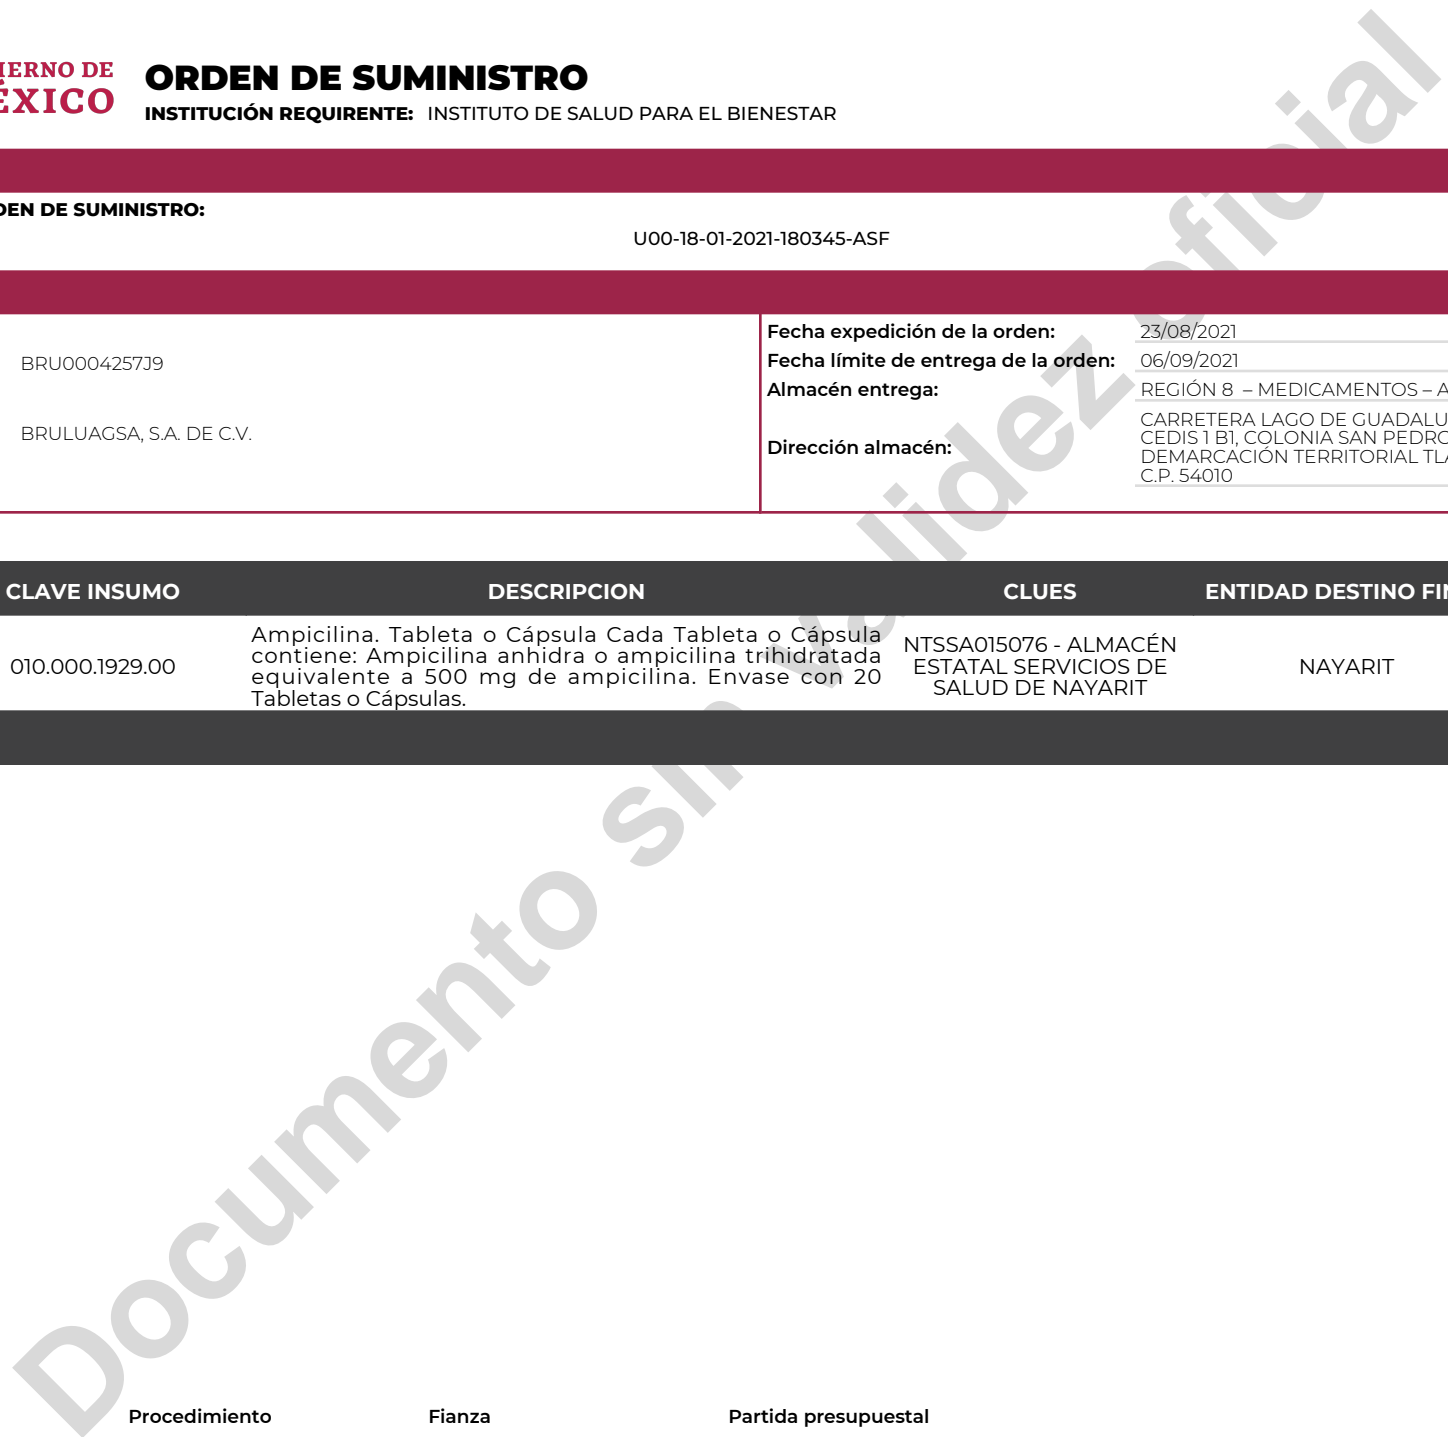 IERNO DE
ÉXICO
ORDEN DE SUMINISTRO
INSTITUCIÓN REQUIRENTE: INSTITUTO DE SALUD PARA EL BIENESTAR
DEN DE SUMINISTRO:
U00-18-01-2021-180345-ASF
BRU0004257J9
BRULUAGSA, S.A. DE C.V.
Fecha expedición de la orden: 23/08/2021
Fecha límite de entrega de la orden: 06/09/2021
Almacén entrega: REGIÓN 8 – MEDICAMENTOS – A
Dirección almacén:
CARRETERA LAGO DE GUADALU
CEDIS 1 B1, COLONIA SAN PEDRO
DEMARCACIÓN TERRITORIAL TLA
C.P. 54010
CLAVE INSUMO DESCRIPCION CLUES ENTIDAD DESTINO FIN
010.000.1929.00
Ampicilina. Tableta o Cápsula Cada Tableta o Cápsula
contiene: Ampicilina anhidra o ampicilina trihidratada
equivalente a 500 mg de ampicilina. Envase con 20
Tabletas o Cápsulas.
NTSSA015076 - ALMACÉN
ESTATAL SERVICIOS DE
SALUD DE NAYARIT
NAYARIT
Documento sin validez oficial
Procedimiento Fianza Partida presupuestal